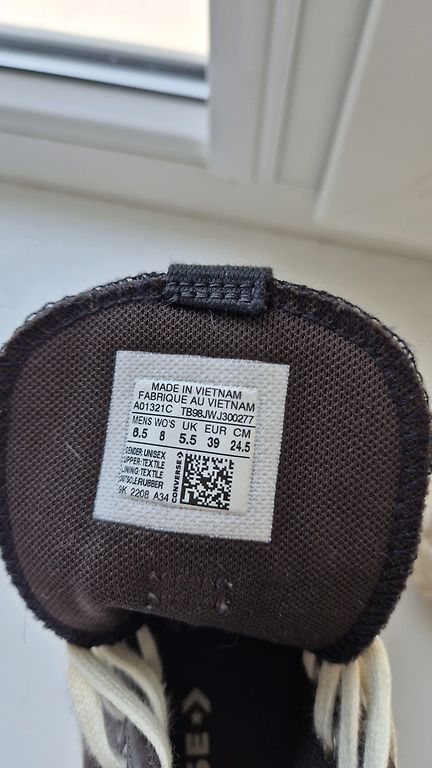 MADE IN VIETNAM
FABRIQUE AU VIETNAM
A01321C TB98JWJ300277
MENS WO'S UK EUR CM
6.5 8 5.5 39 24.5
GENDER: UNISEX
UPPER: TEXTILE
LINING: TEXTILE
OUTSOLE: RUBBER
9K 2208 A34
CONVERSE
SE